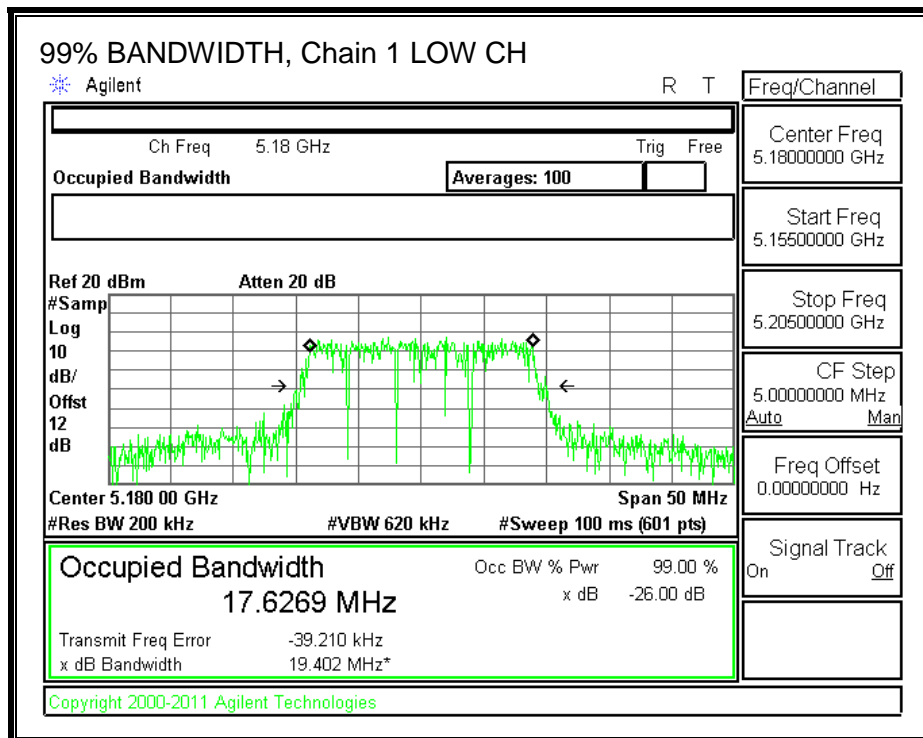 99% BANDWIDTH, Chain 1 LOW CH
Agilent R T
Freq/Channel
Ch Freq 5.18 GHz Trig Free
Occupied Bandwidth Averages: 100
Center Freq
5.18000000 GHz
Start Freq
5.15500000 GHz
Stop Freq
5.20500000 GHz
CF Step
5.00000000 MHz
Auto Man
Freq Offset
0.00000000 Hz
Signal Track
On Off
Ref 20 dBm Atten 20 dB
#Samp
Log
10
dB/
Offst
12
dB
Center 5.180 00 GHz Span 50 MHz
#Res BW 200 kHz #VBW 620 kHz #Sweep 100 ms (601 pts)
Occupied Bandwidth Occ BW % Pwr 99.00 %
17.6269 MHz x dB -26.00 dB
Transmit Freq Error -39.210 kHz
x dB Bandwidth 19.402 MHz*
Copyright 2000-2011 Agilent Technologies